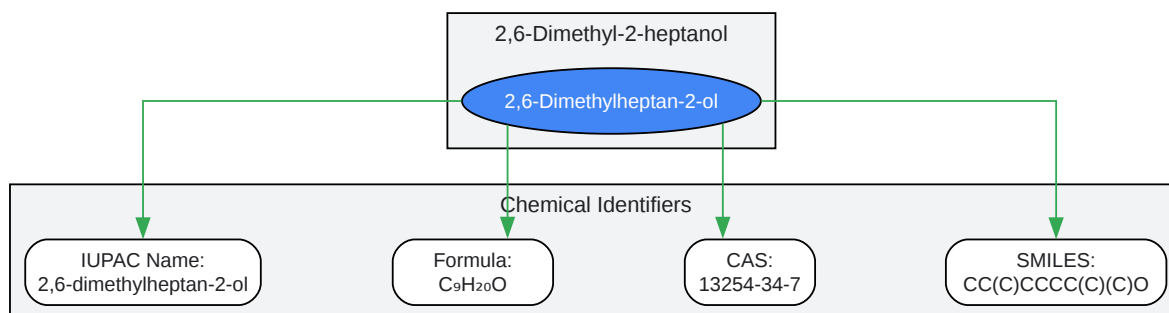 2,6-Dimethyl-2-heptanol
2,6-Dimethylheptan-2-ol
Chemical Identifiers
IUPAC Name:
2,6-dimethylheptan-2-ol
Formula:
C₉H₂₀O
CAS:
13254-34-7
SMILES:
CC(C)CCCC(C)(C)O